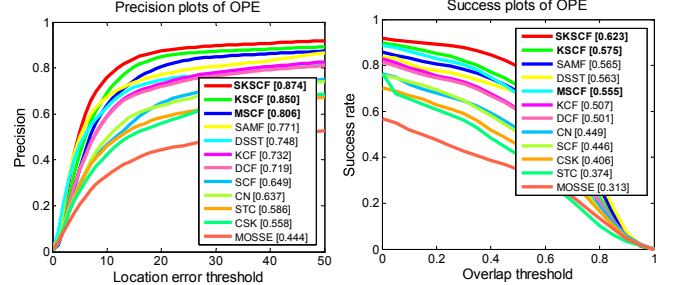 Precision plots of OPE
Precision
1
0.8
0.6
0.4
0.2
0
0 10 20 30 40 50
Location error threshold
SKSCF [0.874]
KSCF [0.850]
MSCF [0.806]
SAMF [0.771]
DSST [0.748]
KCF [0.732]
DCF [0.719]
SCF [0.649]
CN [0.637]
STC [0.586]
CSK [0.558]
MOSSE [0.444]
Success plots of OPE
Success rate
1
0.8
0.6
0.4
0.2
0
0 0.2 0.4 0.6 0.8 1
Overlap threshold
SKSCF [0.623]
KSCF [0.575]
SAMF [0.565]
DSST [0.563]
MSCF [0.555]
KCF [0.507]
DCF [0.501]
CN [0.449]
SCF [0.446]
CSK [0.406]
STC [0.374]
MOSSE [0.313]